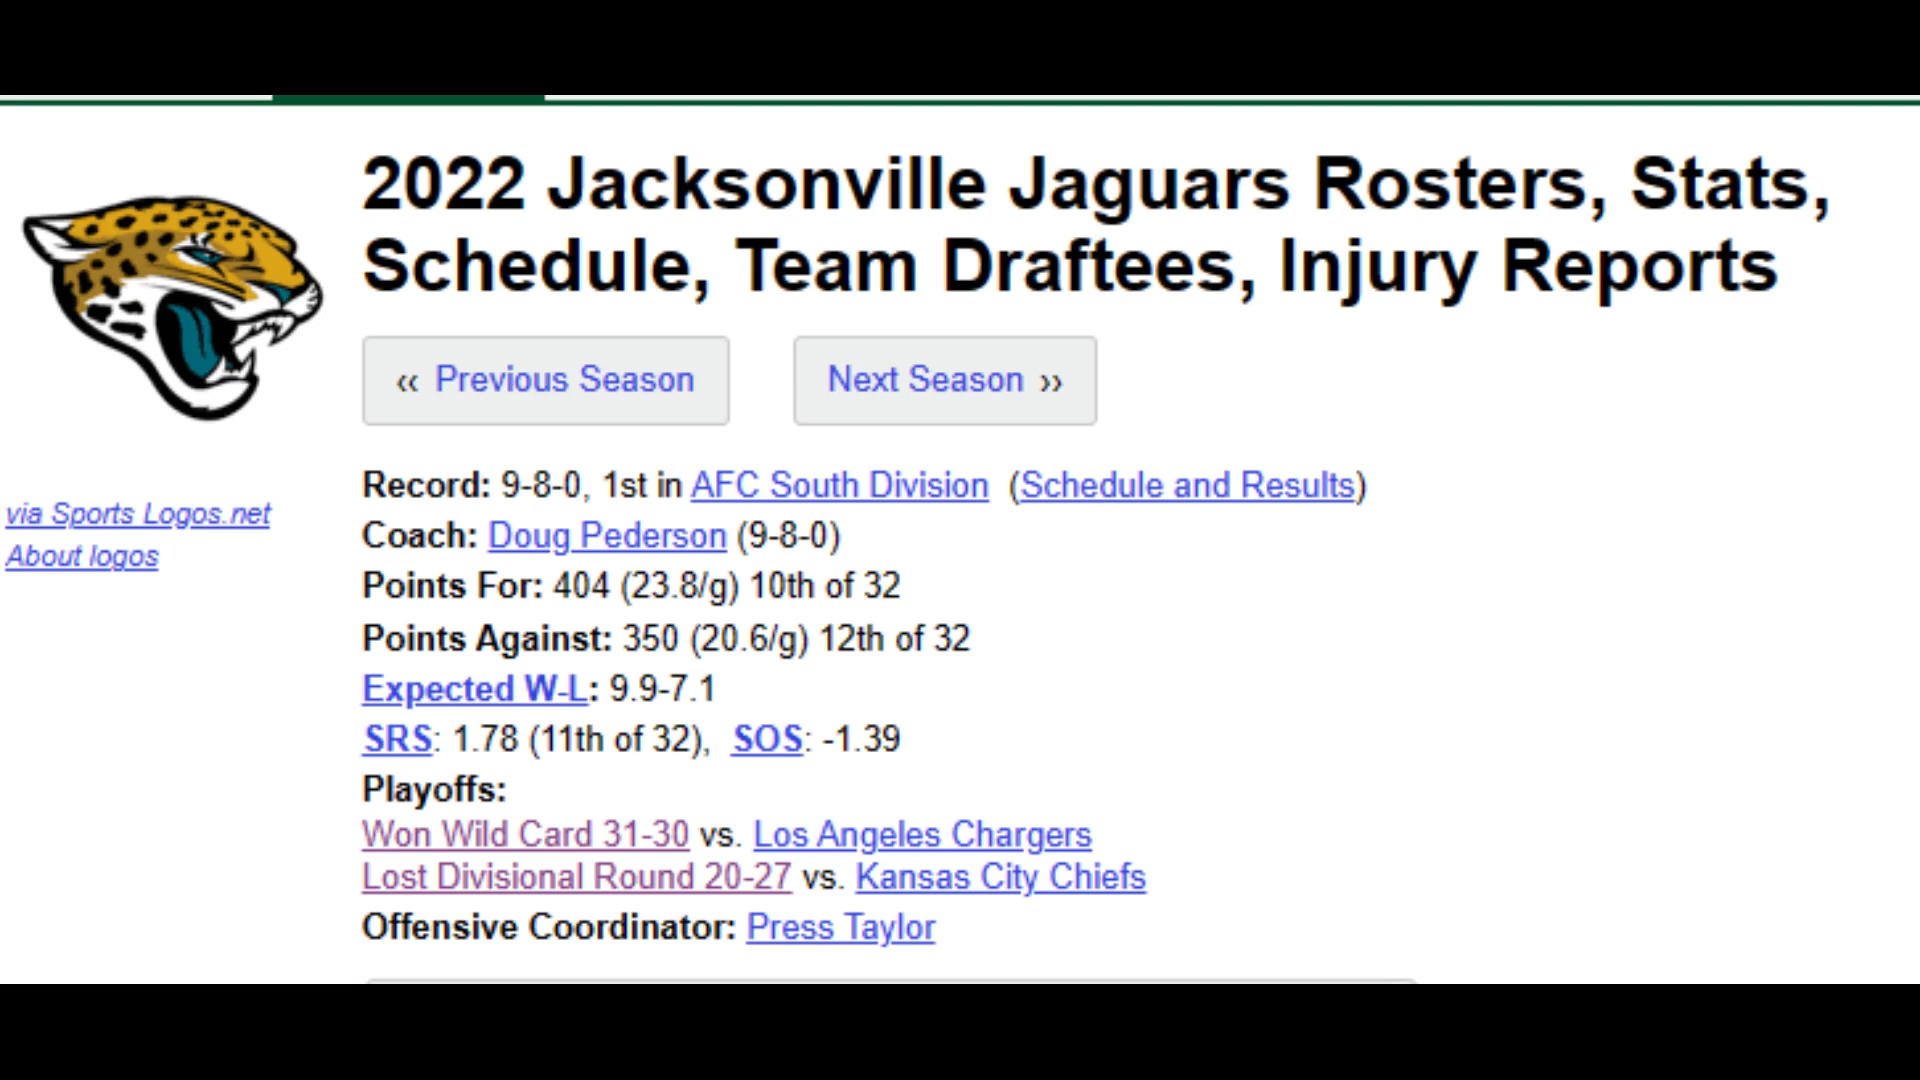 2022 Jacksonville Jaguars Rosters, Stats,
Schedule, Team Draftees, Injury Reports
‹‹ Previous Season
Next Season ››
via Sports Logos.net
About logos
Record: 9-8-0, 1st in AFC South Division (Schedule and Results)
Coach: Doug Pederson (9-8-0)
Points For: 404 (23.8/g) 10th of 32
Points Against: 350 (20.6/g) 12th of 32
Expected W-L: 9.9-7.1
SRS: 1.78 (11th of 32), SOS: -1.39
Playoffs:
Won Wild Card 31-30 vs. Los Angeles Chargers
Lost Divisional Round 20-27 vs. Kansas City Chiefs
Offensive Coordinator: Press Taylor